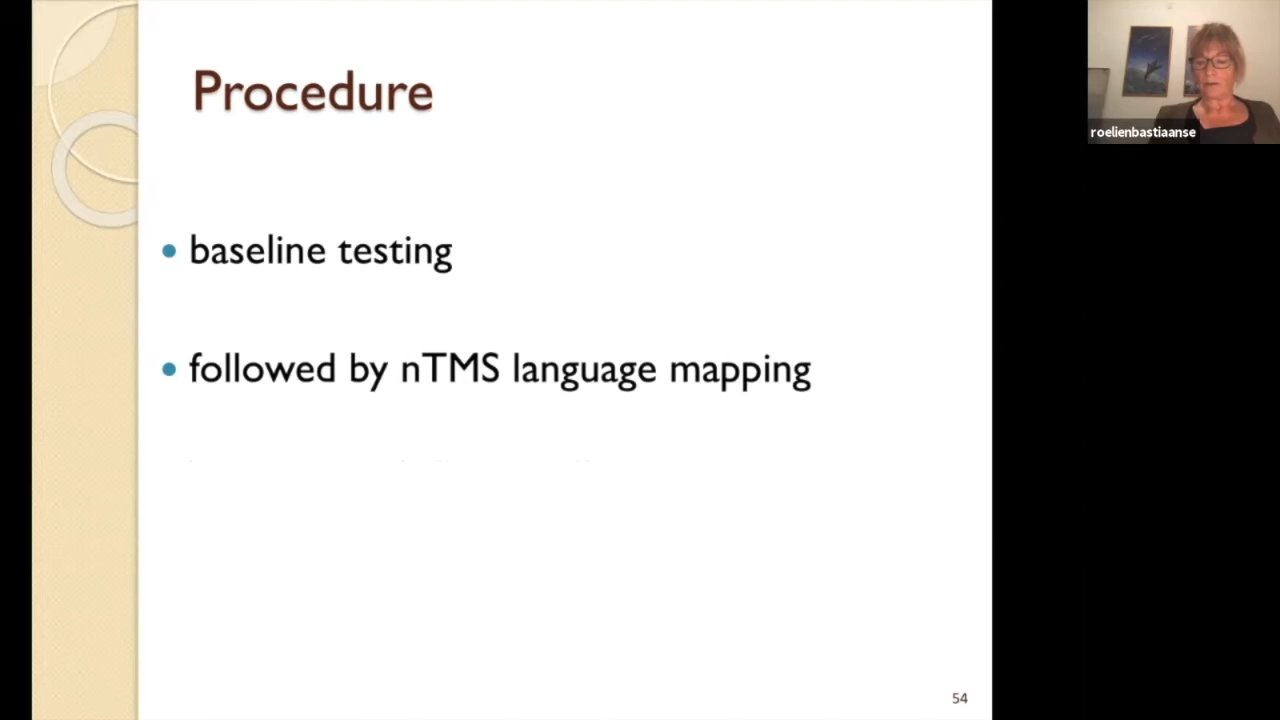 Procedure
baseline testing
followed by nTMS language mapping
54
roelienbastiaanse